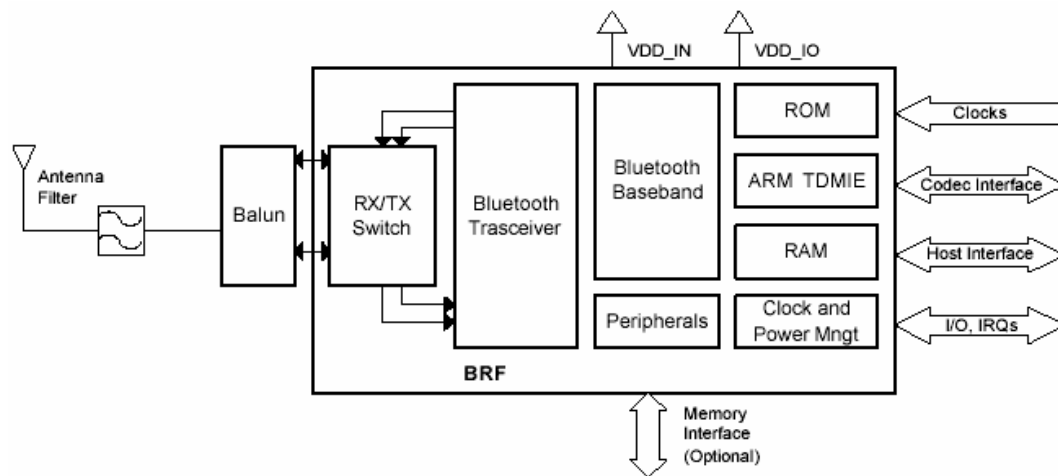 VDD_IN
VDD_IO
Antenna
Filter
Balun
RX/TX
Switch
Bluetooth
Trasceiver
Bluetooth
Baseband
Peripherals
ROM
ARM TDMIE
RAM
Clock and
Power Mngt
Clocks
Codec Interface
Host Interface
I/O, IRQs
BRF
Memory
Interface
(Optional)